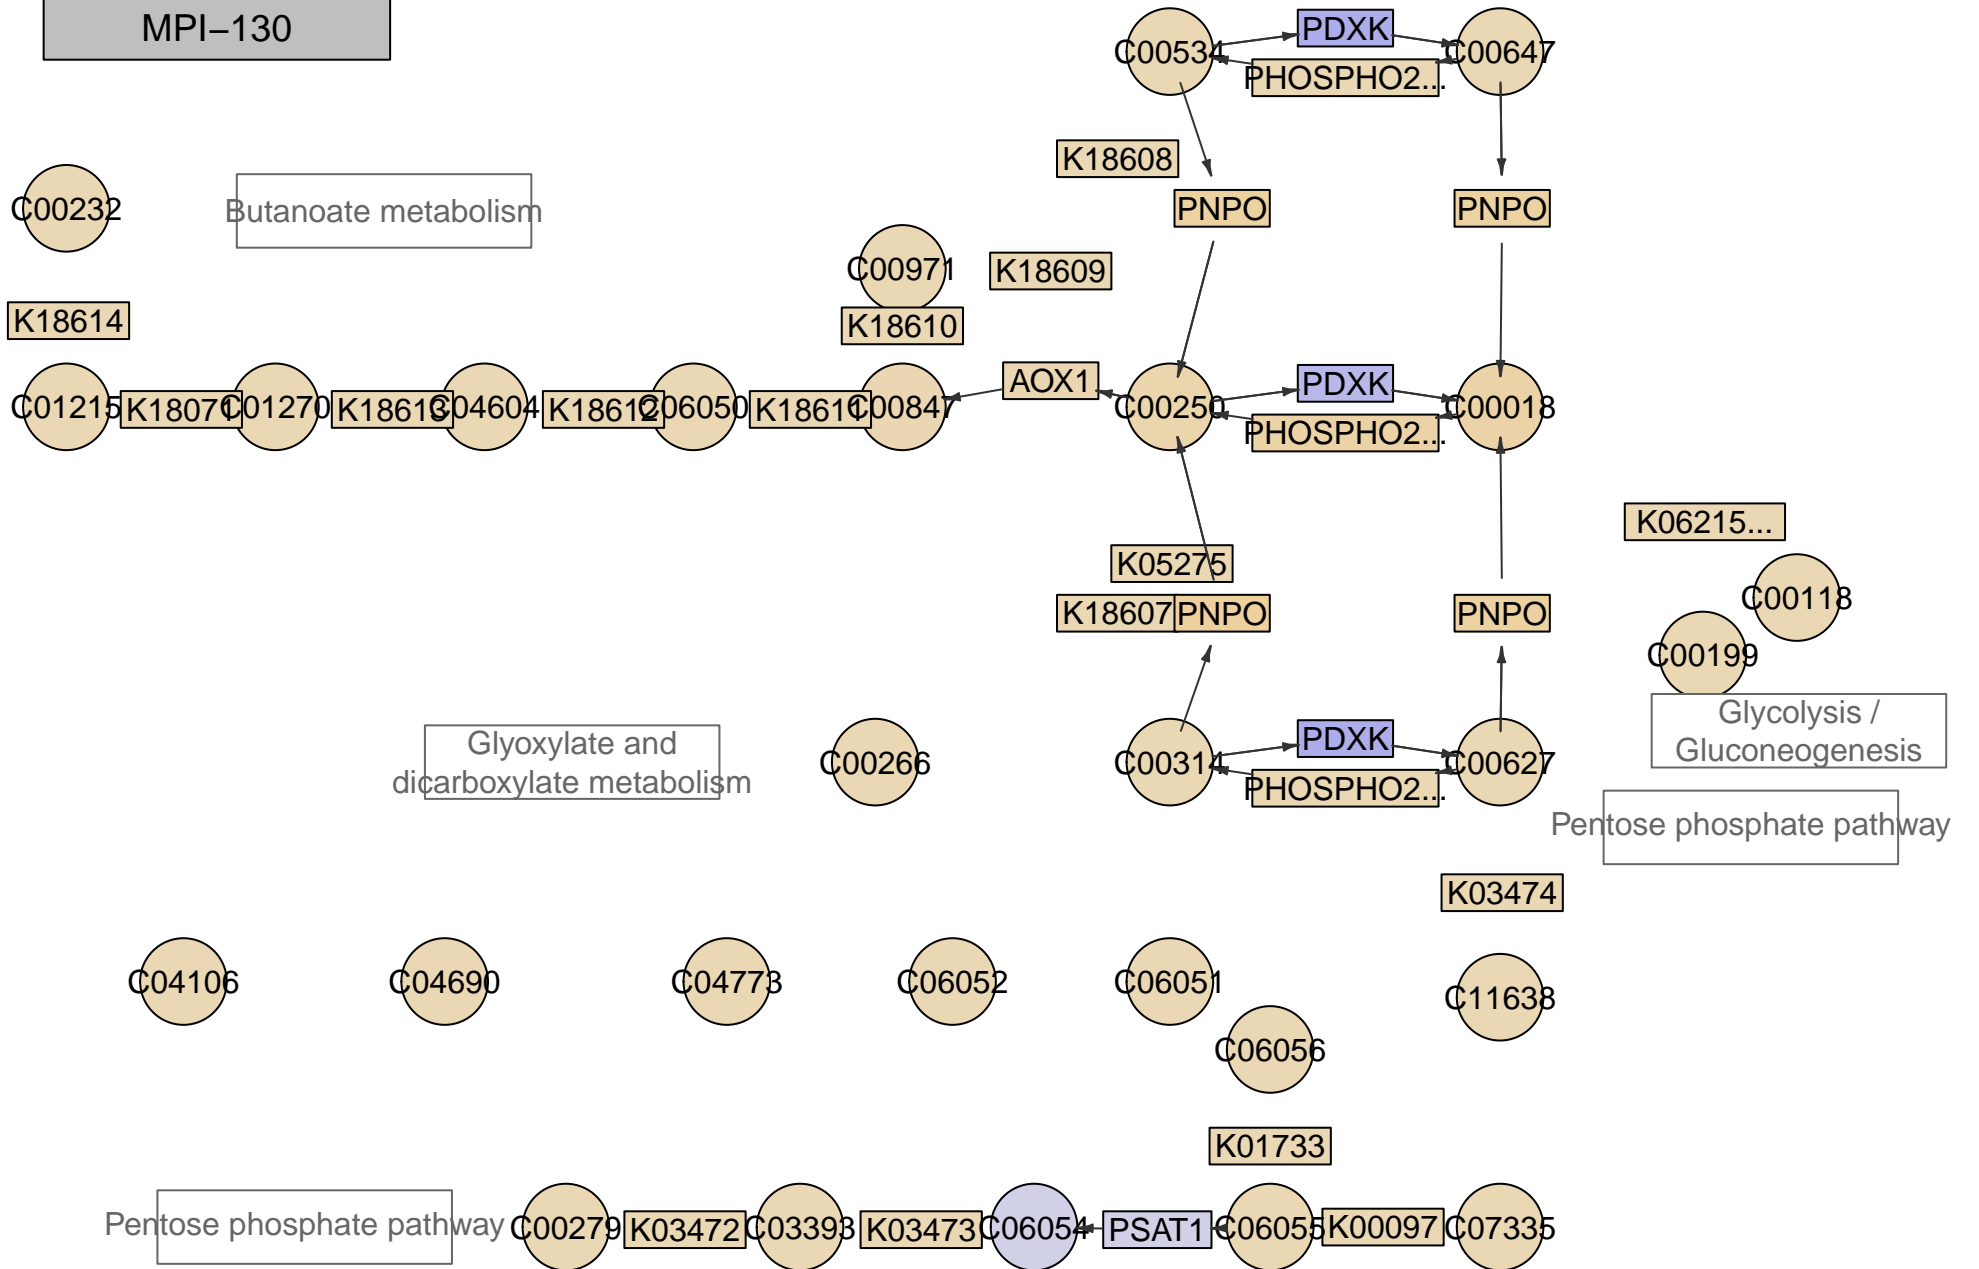 MPI−130
C00534
PDXK
C00647
PHOSPHO2...
K18608
C00232
Butanoate metabolism
PNPO
PNPO
C00971
K18609
K18614
K18610
C01215
K18071
C01270
K18613
C04604
K18612
C06050
K18611
C00847
AOX1
C00250
PDXK
C00018
PHOSPHO2...
K06215...
K05275
C00118
K18607
PNPO
PNPO
C00199
Glycolysis /
Gluconeogenesis
Glyoxylate and
dicarboxylate metabolism
C00266
C00314
PDXK
C00627
PHOSPHO2...
Pentose phosphate pathway
K03474
C04106
C04690
C04773
C06052
C06051
C11638
C06056
K01733
Pentose phosphate pathway
C00279
K03472
C03393
K03473
C06054
PSAT1
C06055
K00097
C07335